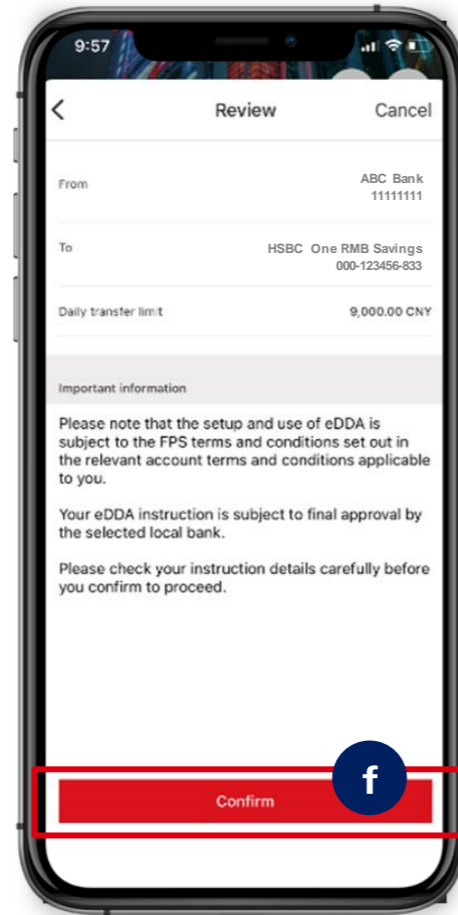 9:57
Review
Cancel
From
ABC Bank
11111111
To
HSBC One RMB Savings
000-123456-833
Daily transfer limit
9,000.00 CNY
Important information
Please note that the setup and use of eDDA is
subject to the FPS terms and conditions set out in
the relevant account terms and conditions applicable
to you.
Your eDDA instruction is subject to final approval by
the selected local bank.
Please check your instruction details carefully before
you confirm to proceed.
f
Confirm